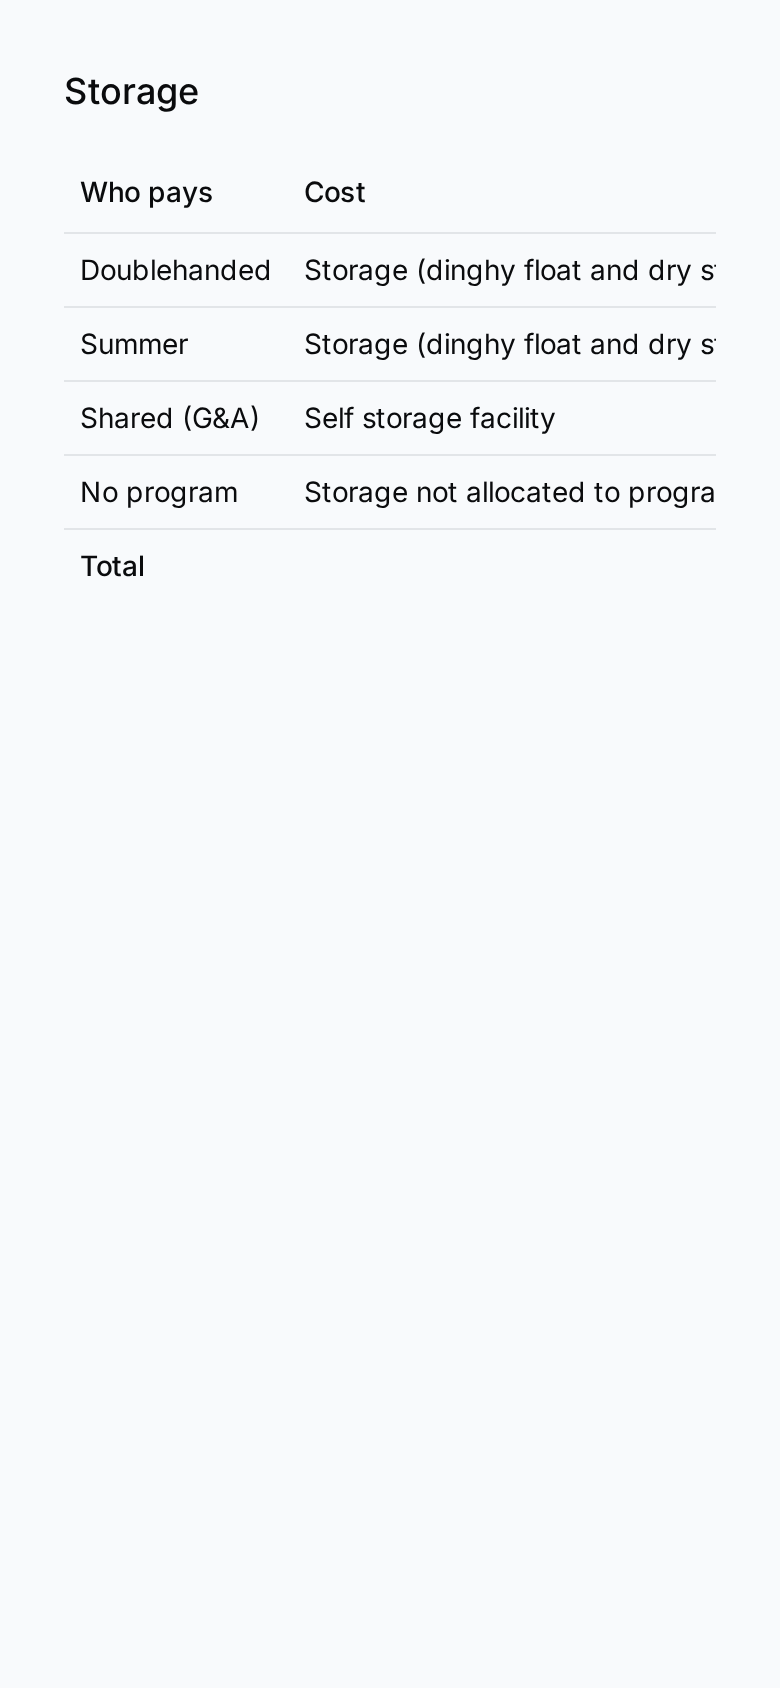 Storage
Who pays Cost
Doublehanded Storage (dinghy float and dry
Summer Storage (dinghy float and dry
Shared (G&A) Self storage facility
No program Storage not allocated to progra
Total